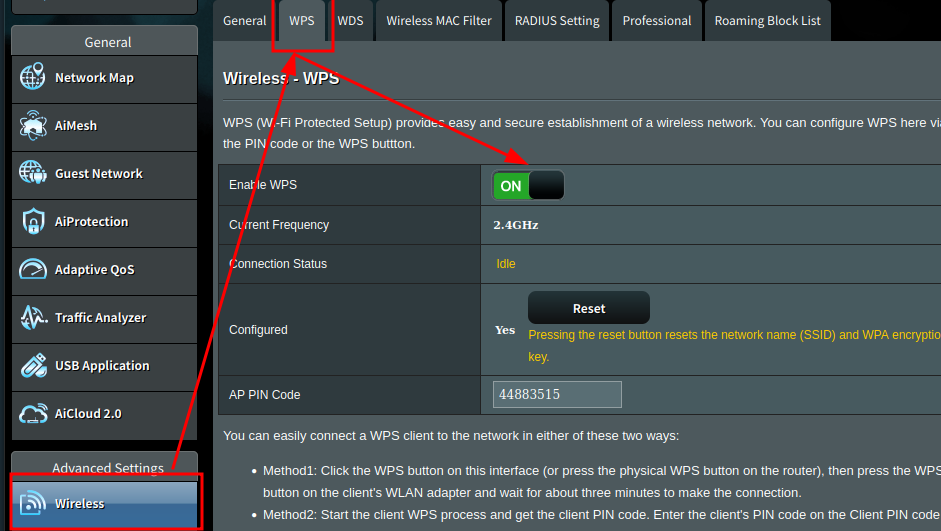 General
Network Map
AiMesh
Guest Network
AiProtection
Adaptive QoS
Traffic Analyzer
USB Application
AiCloud 2.0
Advanced Settings
Wireless
General WPS WDS Wireless MAC Filter RADIUS Setting Professional Roaming Block List
Wireless - WPS
WPS (Wi-Fi Protected Setup) provides easy and secure establishment of a wireless network. You can configure WPS here via
the PIN code or the WPS buttton.
Enable WPS ON
Current Frequency 2.4GHz
Connection Status Idle
Configured Yes Reset
Pressing the reset button resets the network name (SSID) and WPA encryptio
key.
AP PIN Code 44883515
You can easily connect a WPS client to the network in either of these two ways:
• Method1: Click the WPS button on this interface (or press the physical WPS button on the router), then press the WPS
button on the client's WLAN adapter and wait for about three minutes to make the connection.
• Method2: Start the client WPS process and get the client PIN code. Enter the client's PIN code on the Client PIN code